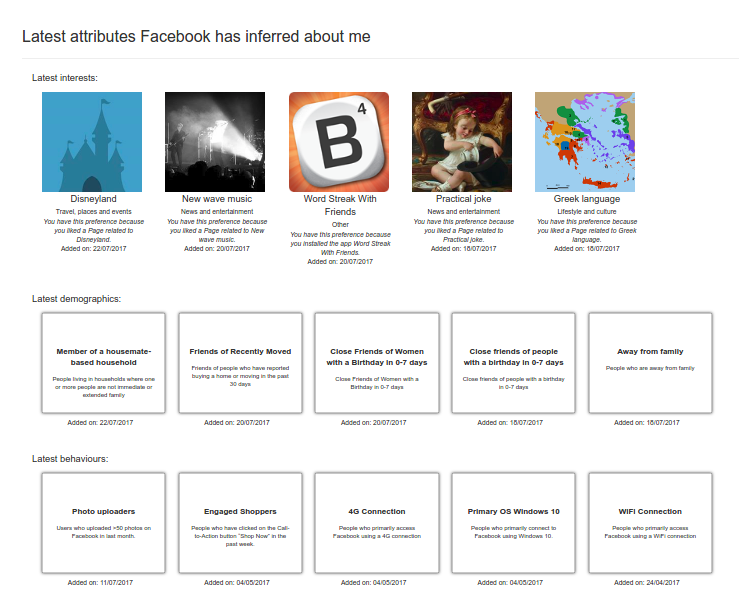 Latest attributes Facebook has inferred about me
Latest interests:
B
4
Disneyland
Travel, places and events
You have this preference because
you liked a Page related to
Disneyland.
Added on: 22/07/2017
New wave music
News and entertainment
You have this preference because
you liked a Page related to New
wave music.
Added on: 20/07/2017
Word Streak With
Friends
Other
You have this preference because
you installed the app Word Streak
With Friends.
Added on: 20/07/2017
Practical joke
News and entertainment
You have this preference because
you liked a Page related to
Practical joke.
Added on: 18/07/2017
Greek language
Lifestyle and culture
You have this preference because
you liked a Page related to Greek
language.
Added on: 18/07/2017
Latest demographics:
Member of a housemate-
based household
People living in households where one
or more people are not immediate or
extended family
Added on: 22/07/2017
Friends of Recently Moved
Friends of people who have reported
buying a home or moving in the past
30 days
Added on: 20/07/2017
Close Friends of Women
with a Birthday in 0-7 days
Close Friends of Women with a
Birthday in 0-7 days
Added on: 20/07/2017
Close friends of people
with a birthday in 0-7 days
Close friends of people with a birthday
in 0-7 days
Added on: 18/07/2017
Away from family
People who are away from family
Added on: 18/07/2017
Latest behaviours:
Photo uploaders
Users who uploaded >50 photos on
Facebook in last month.
Added on: 11/07/2017
Engaged Shoppers
People who have clicked on the Call-
to-Action button "Shop Now" in the
past week.
Added on: 04/05/2017
4G Connection
People who primarily access
Facebook using a 4G connection
Added on: 04/05/2017
Primary OS Windows 10
People who primarily connect to
Facebook using Windows 10.
Added on: 04/05/2017
WiFi Connection
People who primarily access
Facebook using a WiFi connection
Added on: 24/04/2017